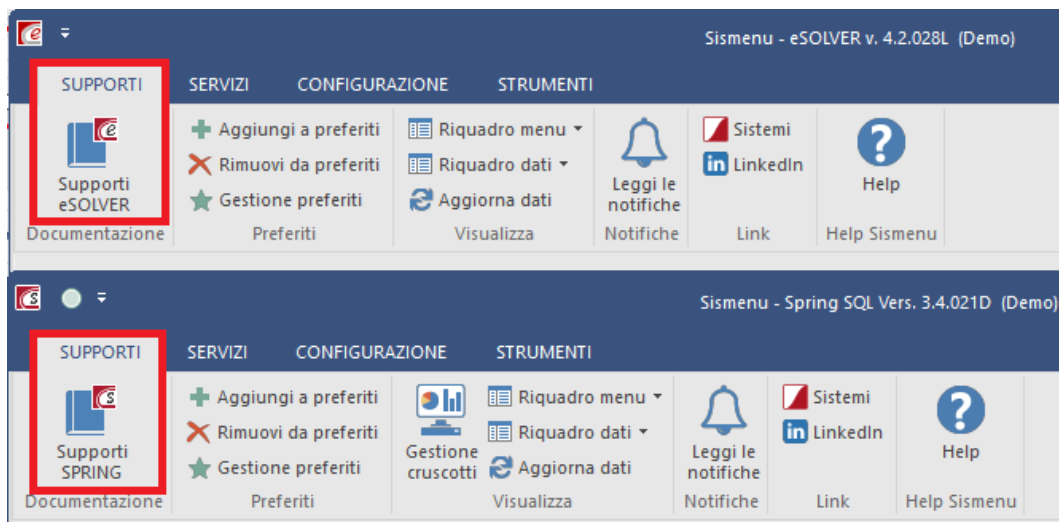 Sismenu - eSOLVER v. 4.2.028L (Demo)
SUPPORTI SERVIZI CONFIGURAZIONE STRUMENTI
Supporti eSOLVER
Documentazione
Aggiungi a preferiti
Rimuovi da preferiti
Gestione preferiti
Preferiti
Riquadro menu
Riquadro dati
Aggiorna dati
Visualizza
Leggi le notifiche
Notifiche
Sistemi
in LinkedIn
Link
? Help
Help Sismenu
Sismenu - Spring SQL Vers. 3.4.021D (Demo)
SUPPORTI SERVIZI CONFIGURAZIONE STRUMENTI
Supporti SPRING
Documentazione
Aggiungi a preferiti
Rimuovi da preferiti
Gestione preferiti
Preferiti
Gestione cruscotti
Riquadro menu
Riquadro dati
Aggiorna dati
Visualizza
Leggi le notifiche
Notifiche
Sistemi
in LinkedIn
Link
? Help
Help Sismenu